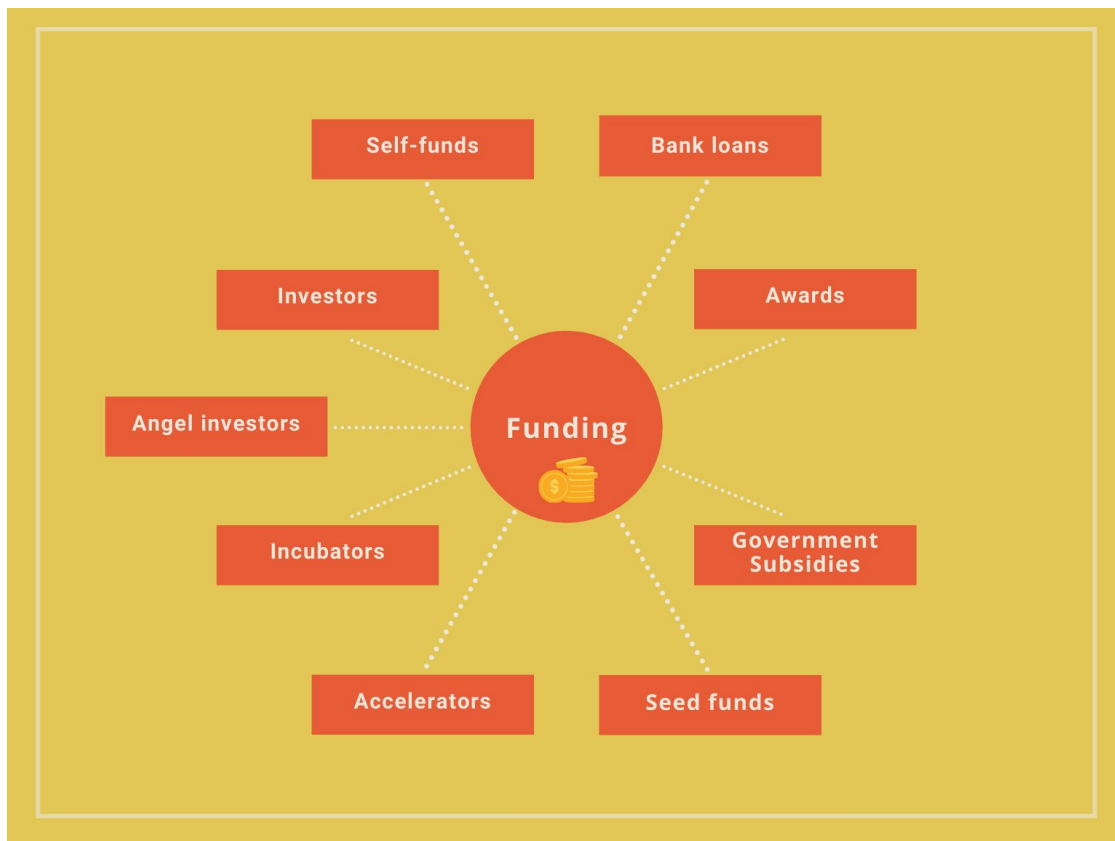 Self-funds
Bank loans
Investors
Awards
Angel investors
Funding
$
Incubators
Government
Subsidies
Accelerators
Seed funds